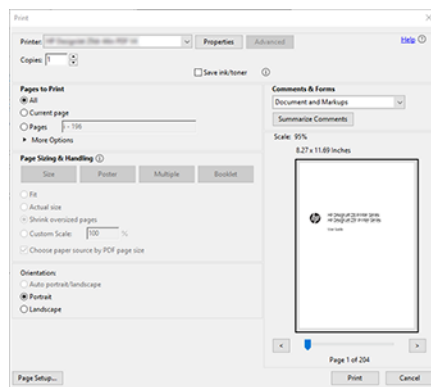 Print
Printer:
Properties
Advanced
Help
Copies: 1
Save ink/toner
Pages to Print
All
Current page
Pages - 196
More Options
Page Sizing & Handling
Size
Poster
Multiple
Booklet
Fit
Actual size
Shrink oversized pages
Custom Scale: 100 %
Choose paper source by PDF page size
Orientation:
Auto portrait/landscape
Portrait
Landscape
Comments & Forms
Document and Markups
Summarize Comments
Scale: 95%
8.27 x 11.69 Inches
hp
<
>
Page 1 of 204
Page Setup...
Print
Cancel